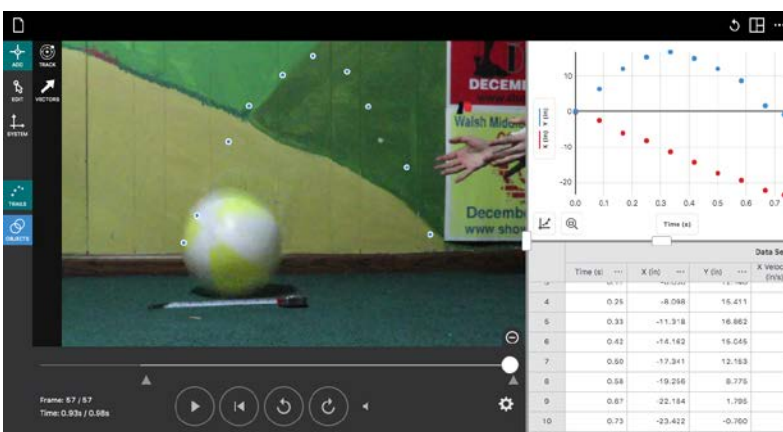 ADD
TRACK
EDIT
VECTORS
SYSTEM
TRAILS
OBJECTS
DECEM
Walsh Middle
Decemb
www.show
Frame: 57 / 57
Time: 0.93s / 0.98s
X (in) Y (in)
10
0
-10
-20
0.0 0.1 0.2 0.3 0.4 0.5 0.6 0.7
Time (s)
Data Se
Time (s) ... X (in) ... Y (in) ... X Veloc
(in/s)
4 0.25 -8.098 15.411
5 0.33 -11.318 16.862
6 0.42 -14.162 15.045
7 0.50 -17.341 12.153
8 0.58 -19.256 8.775
9 0.67 -22.184 1.795
10 0.73 -23.422 -0.760